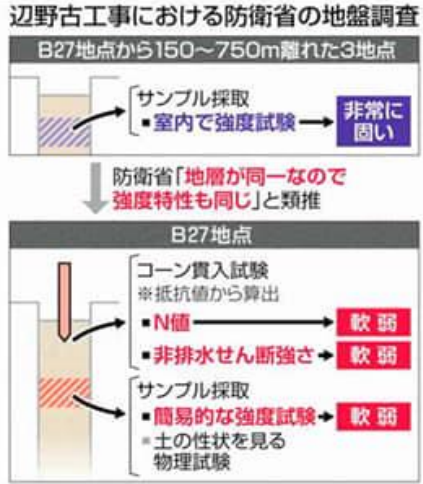 辺野古工事における防衛省の地盤調査
B27地点から150～750m離れた3地点
サンプル採取
▪室内で強度試験
非常に
固い
防衛省「地層が同一なので
強度特性も同じ」と類推
B27地点
コーン貫入試験
※抵抗値から算出
▪N値
軟弱
▪非排水せん断強さ
軟弱
サンプル採取
▪簡易的な強度試験
軟弱
▪土の性状を見る
物理試験